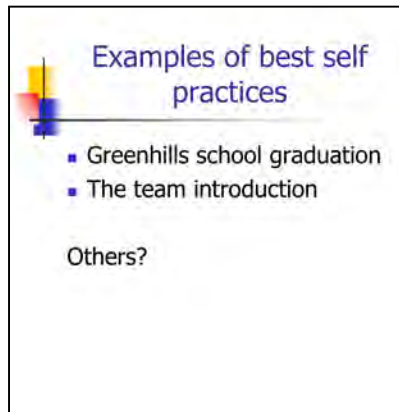 Examples of best self
practices
Greenhills school graduation
The team introduction
Others?